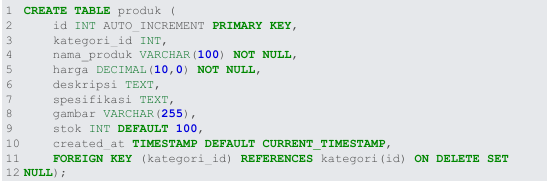 1 CREATE TABLE produk (
2     id INT AUTO_INCREMENT PRIMARY KEY,
3     kategori_id INT,
4     nama_produk VARCHAR(100) NOT NULL,
5     harga DECIMAL(10,0) NOT NULL,
6     deskripsi TEXT,
7     spesifikasi TEXT,
8     gambar VARCHAR(255),
9     stok INT DEFAULT 100,
10     created_at TIMESTAMP DEFAULT CURRENT_TIMESTAMP,
11     FOREIGN KEY (kategori_id) REFERENCES kategori(id) ON DELETE SET
12 NULL);